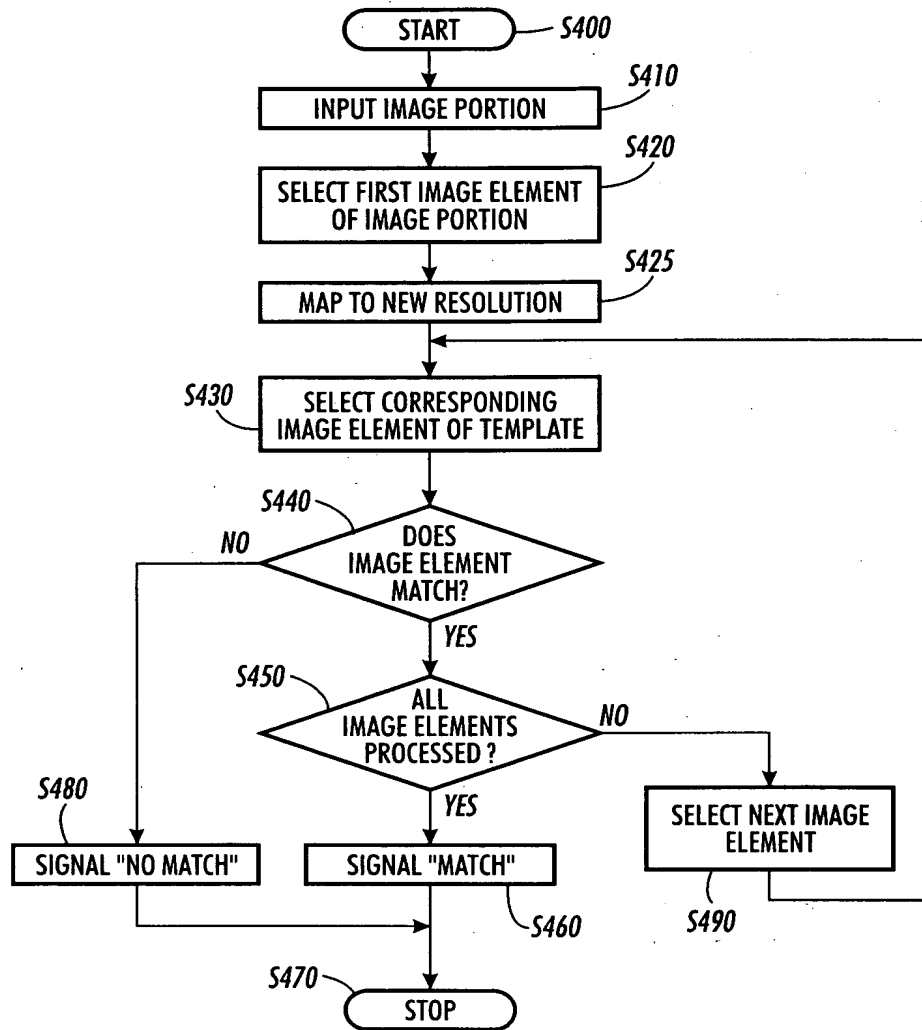 START
S400
S410
INPUT IMAGE PORTION
S420
SELECT FIRST IMAGE ELEMENT
OF IMAGE PORTION
S425
MAP TO NEW RESOLUTION
S430
SELECT CORRESPONDING
IMAGE ELEMENT OF TEMPLATE
S440
NO
DOES
IMAGE ELEMENT
MATCH?
YES
S450
ALL
IMAGE ELEMENTS
PROCESSED ?
NO
YES
S480
SIGNAL "NO MATCH"
SIGNAL "MATCH"
S460
SELECT NEXT IMAGE
ELEMENT
S490
S470
STOP